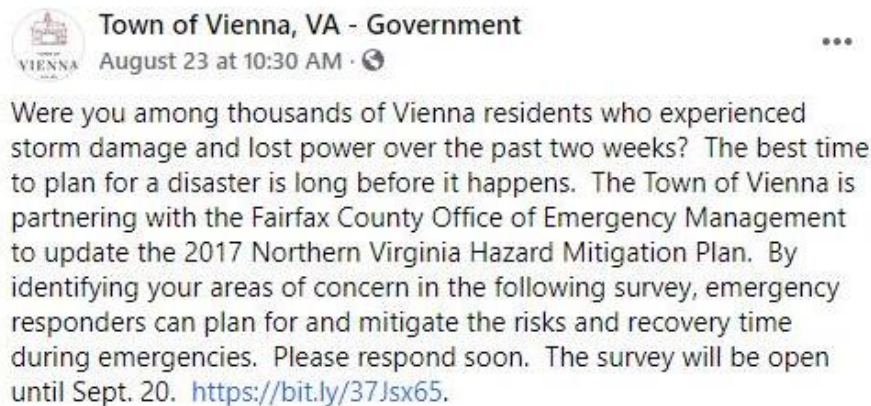 Town of Vienna, VA - Government
VIENNA
August 23 at 10:30 AM ·
Were you among thousands of Vienna residents who experienced
storm damage and lost power over the past two weeks?  The best time
to plan for a disaster is long before it happens.  The Town of Vienna is
partnering with the Fairfax County Office of Emergency Management
to update the 2017 Northern Virginia Hazard Mitigation Plan.  By
identifying your areas of concern in the following survey, emergency
responders can plan for and mitigate the risks and recovery time
during emergencies.  Please respond soon.  The survey will be open
until Sept. 20.  https://bit.ly/37Jsx65.